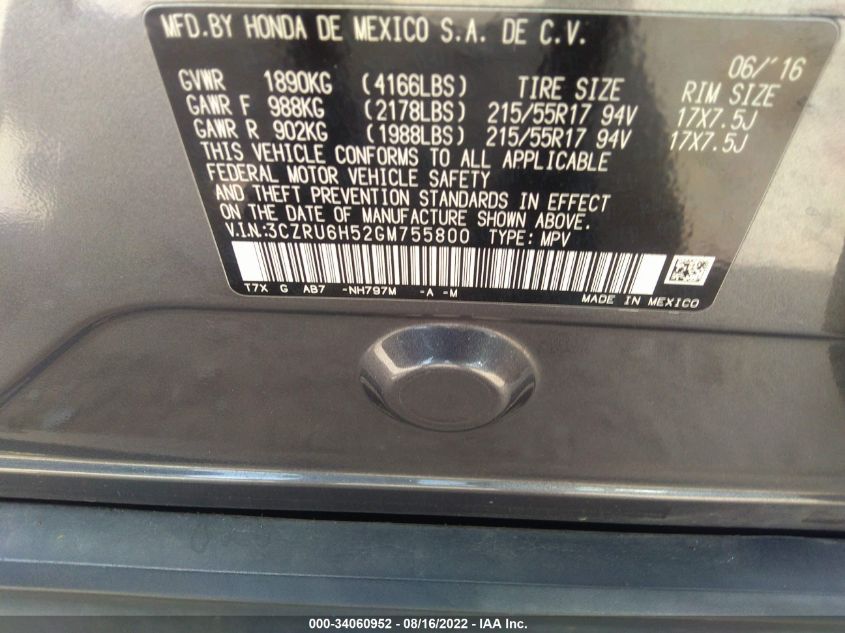 MFD.BY HONDA DE MEXICO S.A. DE C.V.
06/'16
GVWR 1890KG (4166LBS) TIRE SIZE RIM SIZE
GAWR F 988KG (2178LBS) 215/55R17 94V 17X7.5J
GAWR R 902KG (1988LBS) 215/55R17 94V 17X7.5J
THIS VEHICLE CONFORMS TO ALL APPLICABLE
FEDERAL MOTOR VEHICLE SAFETY
AND THEFT PREVENTION STANDARDS IN EFFECT
ON THE DATE OF MANUFACTURE SHOWN ABOVE.
V.I.N:3CZRU6H52GM755800 TYPE: MPV
T7X G AB7 -NH797M -A -M MADE IN MEXICO
000-34060952 - 08/16/2022 - IAA Inc.